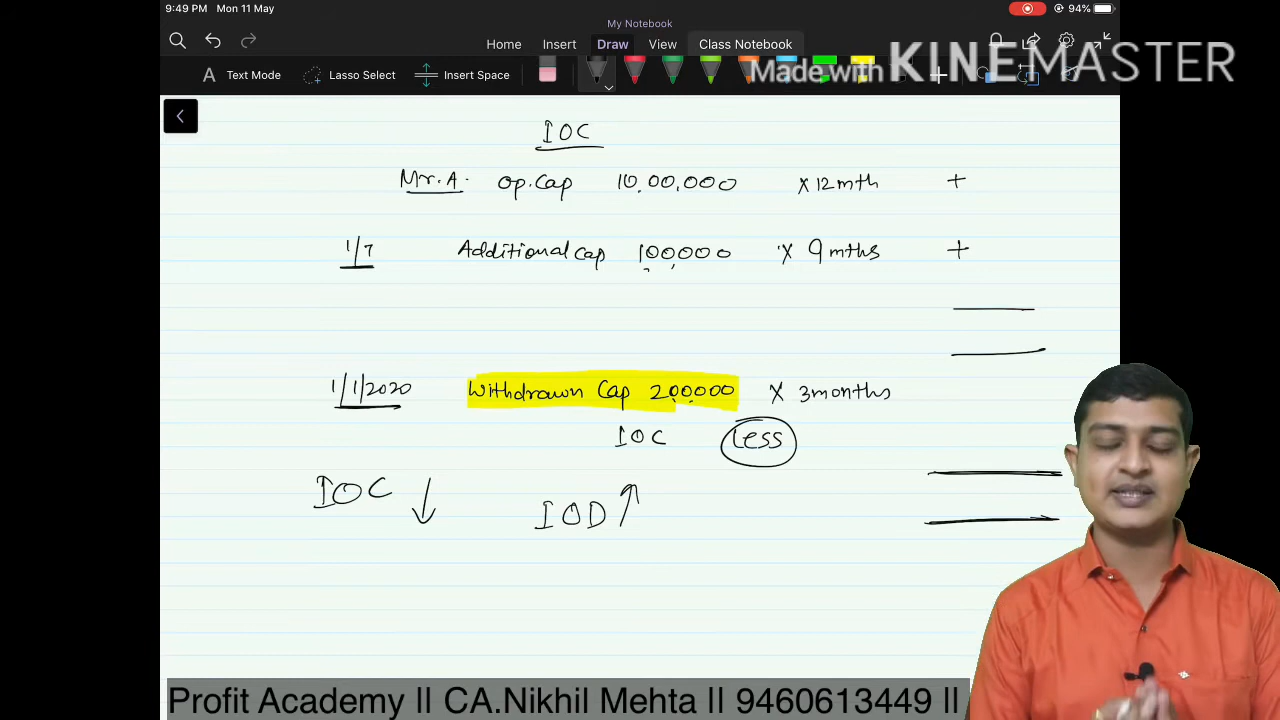 9:49 PM Mon 11 May 94%
My Notebook
Home Insert Draw View Class Notebook
Text Mode Lasso Select Insert Space
Made with KINEMASTER
IOC
Mr. A. Op. Cap 10,00,000 x 12 mth +
1/7 Additional Cap 100000 x 9 mths +
1/1/2020 Withdrawn Cap 200000 x 3 months
IOC Less
IOC ↓ IOD ↑
Profit Academy ll CA.Nikhil Mehta ll 9460613449 ll